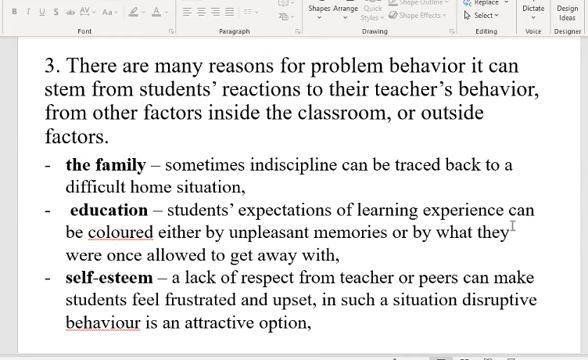 B I U S ab AV Aa A
Shapes Arrange Quick Shape Outline Replace Dictate Design
Styles Shape Effects Select Ideas
Font Paragraph Drawing Editing Voice Designer
3. There are many reasons for problem behavior it can
stem from students’ reactions to their teacher’s behavior,
from other factors inside the classroom, or outside
factors.
- the family – sometimes indiscipline can be traced back to a
difficult home situation,
- education – students’ expectations of learning experience can
be coloured either by unpleasant memories or by what they
were once allowed to get away with,
- self-esteem – a lack of respect from teacher or peers can make
students feel frustrated and upset, in such a situation disruptive
behaviour is an attractive option,